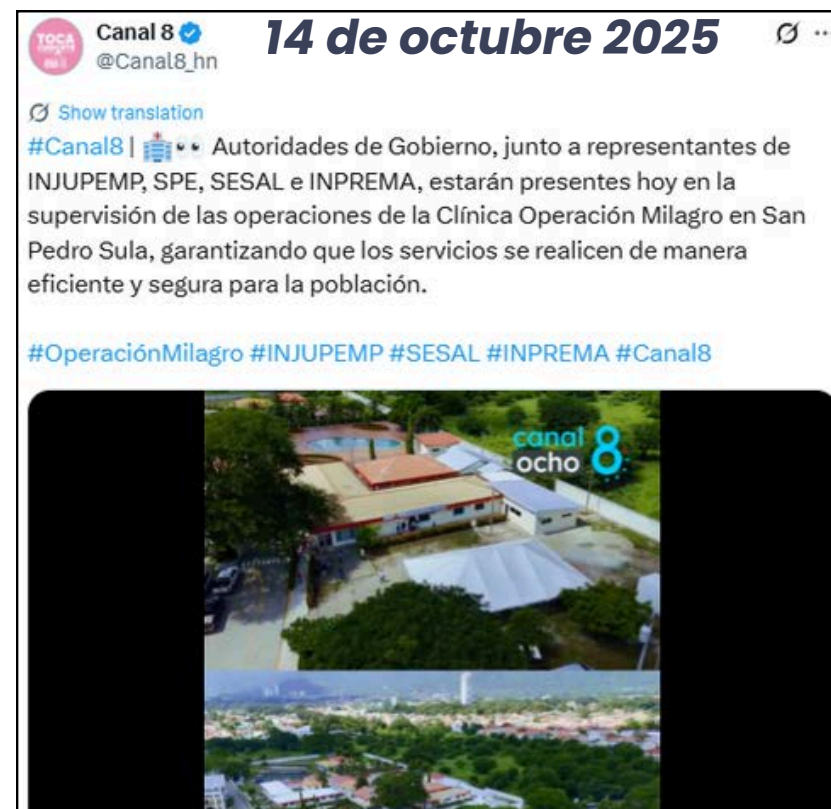 Canal 8
14 de octubre 2025
@Canal8_hn
Show translation
#Canal8 | Autoridades de Gobierno, junto a representantes de
INJUPEMP, SPE, SESAL e INPREMA, estarán presentes hoy en la
supervisión de las operaciones de la Clínica Operación Milagro en San
Pedro Sula, garantizando que los servicios se realicen de manera
eficiente y segura para la población.
#OperaciónMilagro #INJUPEMP #SESAL #INPREMA #Canal8
canal 8
ocho